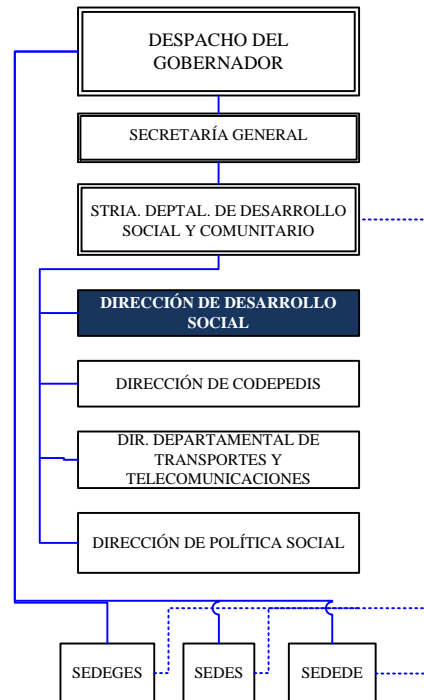 DESPACHO DEL
GOBERNADOR
SECRETARÍA GENERAL
STRIA. DEPTAL. DE DESARROLLO
SOCIAL Y COMUNITARIO
DIRECCIÓN DE DESARROLLO
SOCIAL
DIRECCIÓN DE CODEPEDIS
DIR. DEPARTAMENTAL DE
TRANSPORTES Y
TELECOMUNICACIONES
DIRECCIÓN DE POLÍTICA SOCIAL
SEDEGES
SEDES
SEDEDE